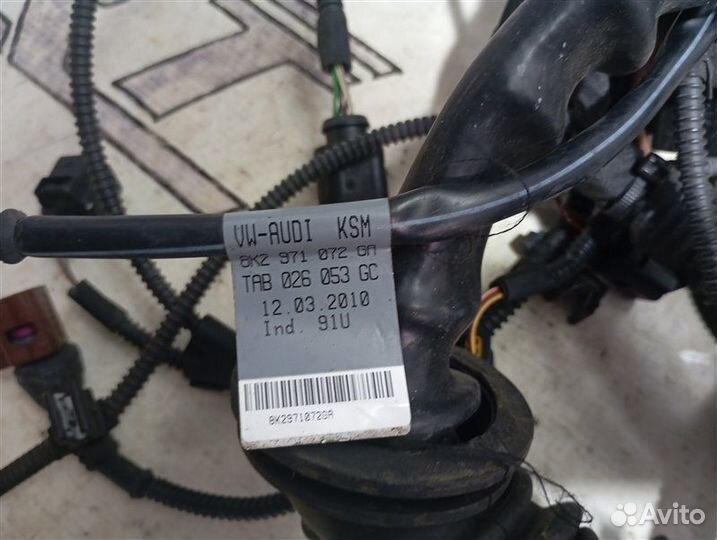 VW-AUDI KSM
8K2 971 072 GA
TAB 026 053 GC
12.03.2010
Ind. 91U
8K2971072GA
Avito